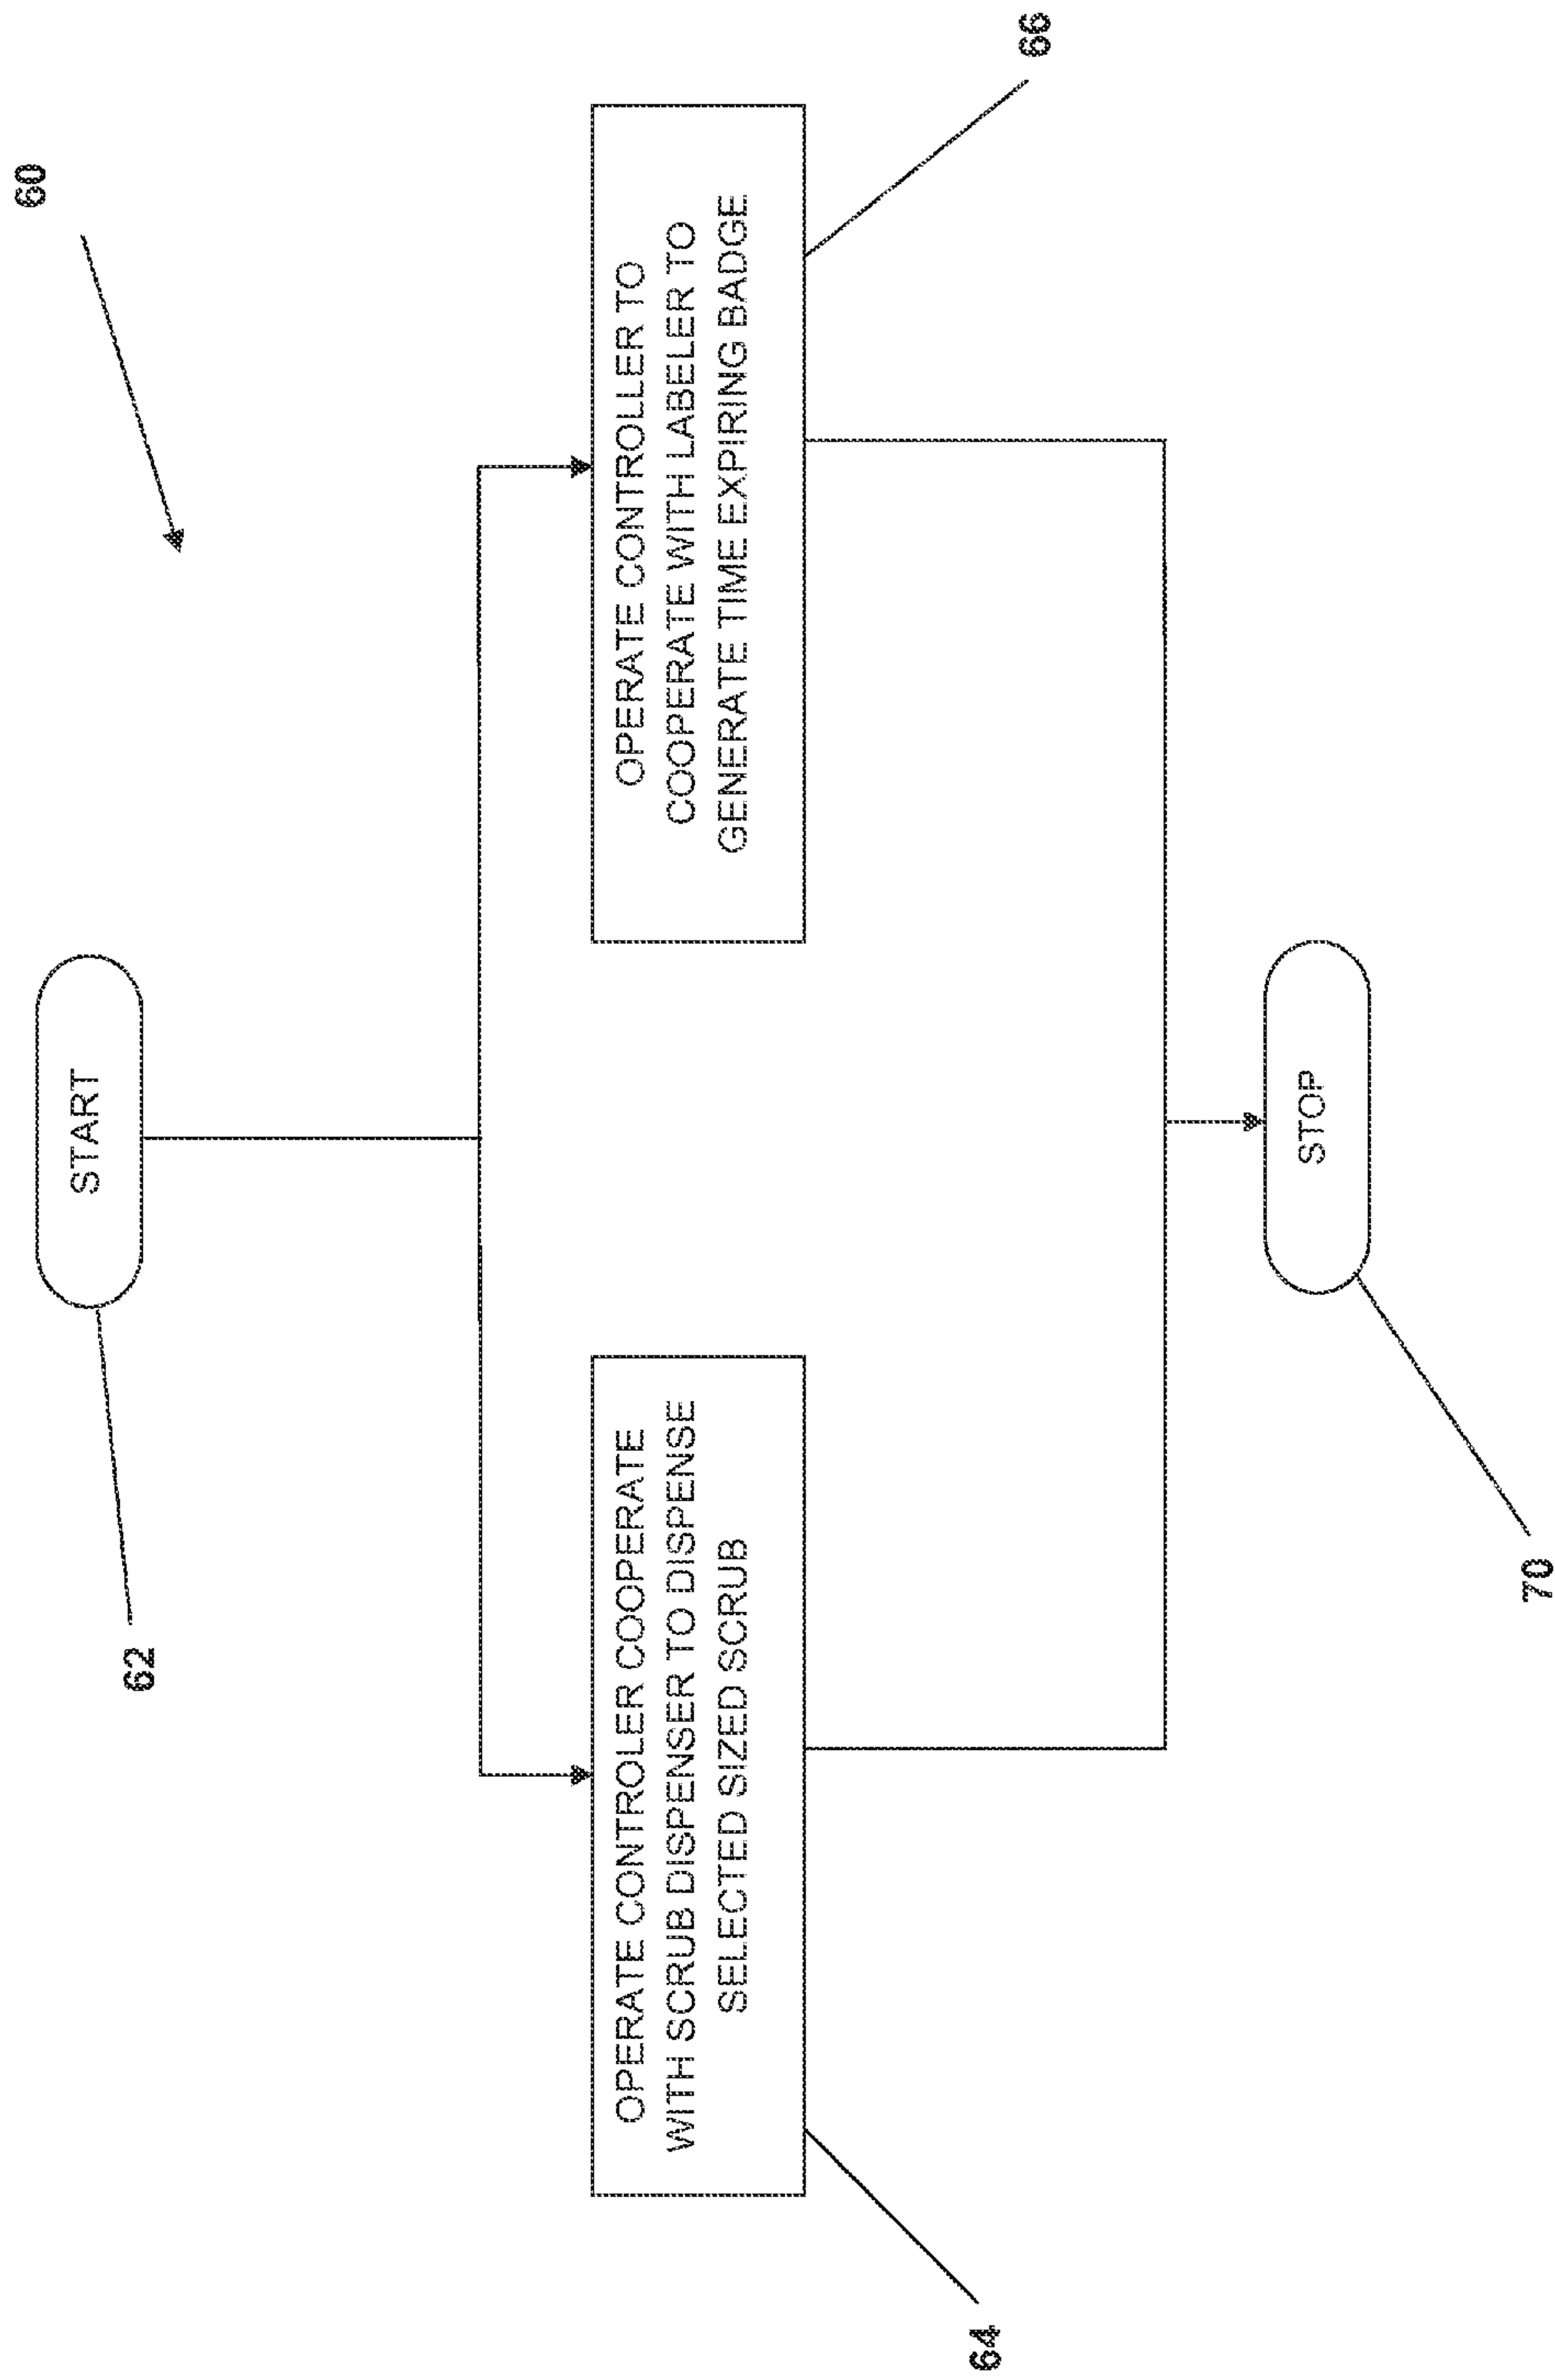 60
START
62
OPERATE CONTROLLER COOPERATE
WITH SCRUB DISPENSER TO DISPENSE
SELECTED SIZED SCRUB
64
OPERATE CONTROLLER TO
COOPERATE WITH LABELER TO
GENERATE TIME EXPIRING BADGE
66
STOP
70